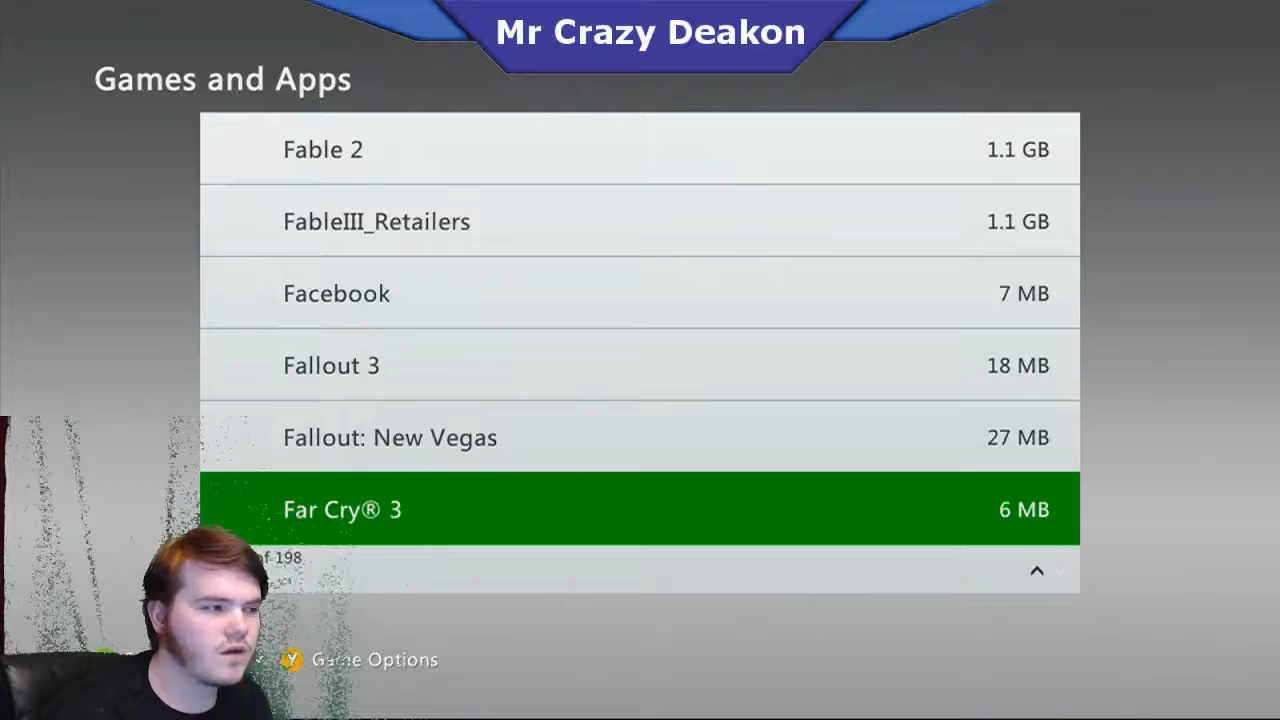 Mr Crazy Deakon
Games and Apps
Fable 2 1.1 GB
FableIII_Retailers 1.1 GB
Facebook 7 MB
Fallout 3 18 MB
Fallout: New Vegas 27 MB
Far Cry® 3 6 MB
of 198
Y Game Options